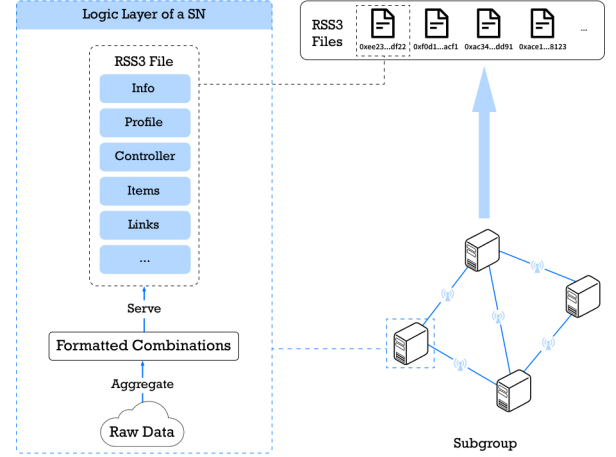 Logic Layer of a SN
RSS3 File
Info
Profile
Controller
Items
Links
...
Serve
Formatted Combinations
Aggregate
Raw Data
RSS3
Files
0xee23...df22
0xf0d1...acf1
0xac34...dd91
0xace1...8123
...
Subgroup